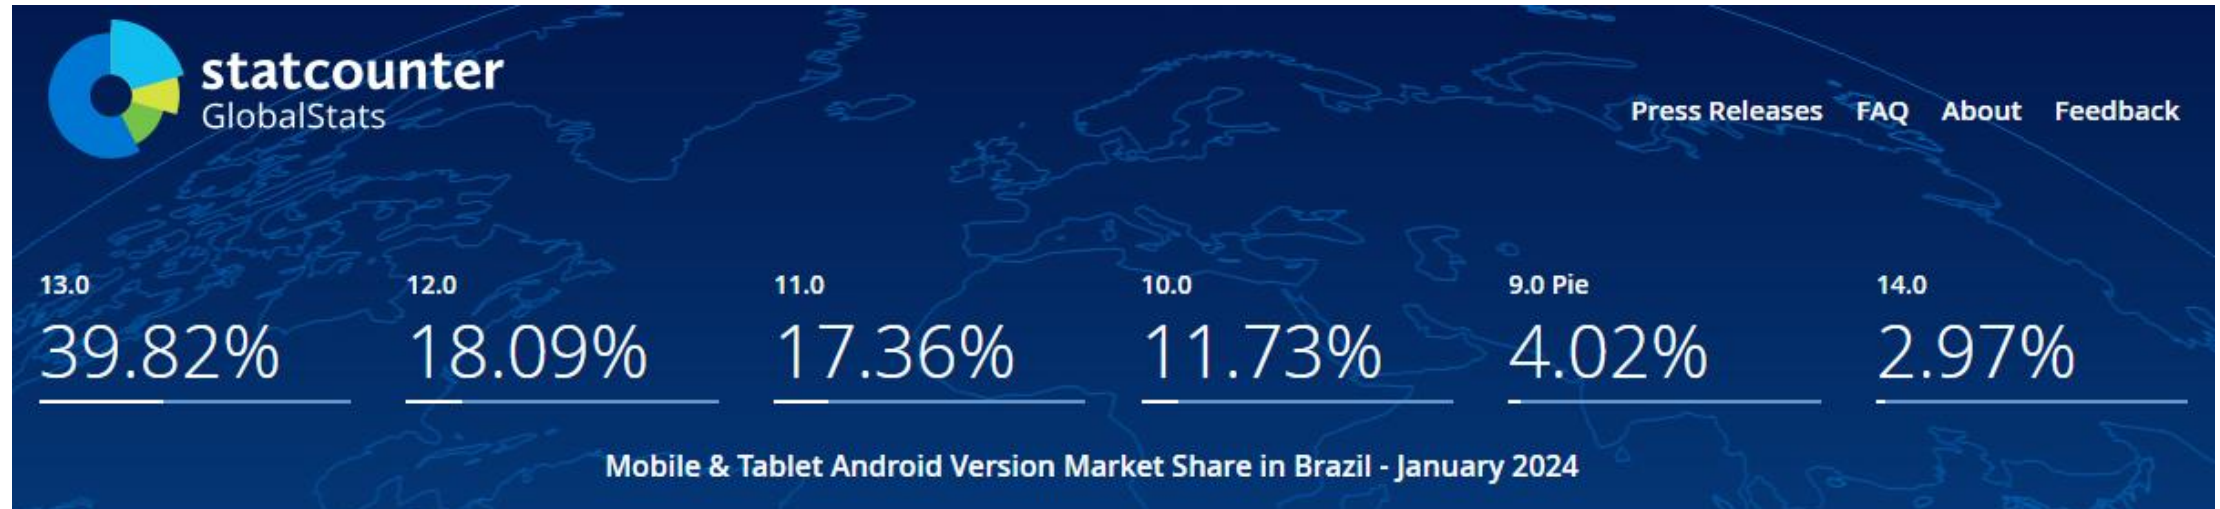 statcounter
GlobalStats
Press Releases FAQ About Feedback
13.0 12.0 11.0 10.0 9.0 Pie 14.0
39.82% 18.09% 17.36% 11.73% 4.02% 2.97%
Mobile & Tablet Android Version Market Share in Brazil - January 2024